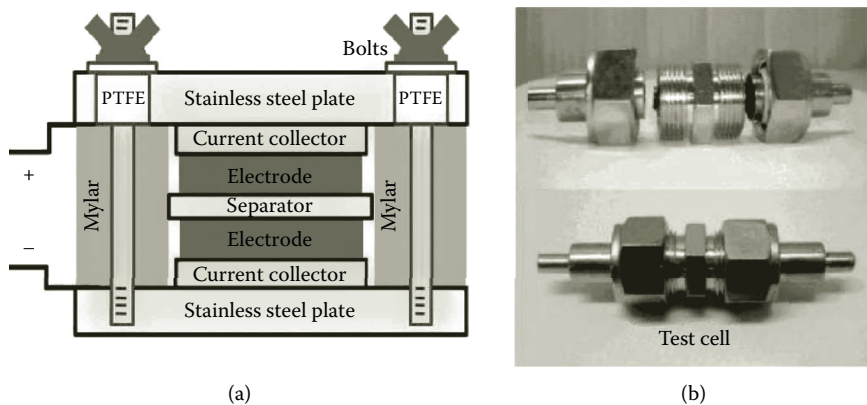 Bolts
PTFE
Stainless steel plate
PTFE
Current collector
+
Electrode
Mylar
Separator
Mylar
–
Electrode
Current collector
Stainless steel plate
Test cell
(a)
(b)